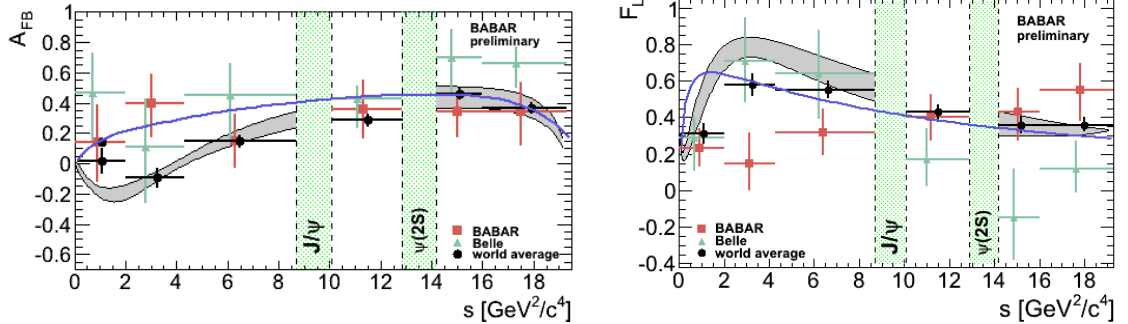 A_FB
BABAR
preliminary
0.8
0.6
0.4
0.2
0
-0.2
-0.4
-0.6
J/ψ
ψ(2S)
BABAR
Belle
world average
0 2 4 6 8 10 12 14 16 18
s [GeV²/c⁴]
F_L
BABAR
preliminary
1
0.8
0.6
0.4
0.2
0
-0.2
-0.4
J/ψ
ψ(2S)
BABAR
Belle
world average
0 2 4 6 8 10 12 14 16 18
s [GeV²/c⁴]